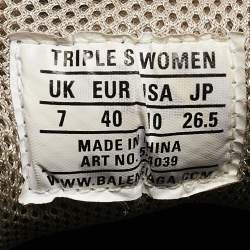 TRIPLE S WOMEN
UK EUR USA JP
7 40 10 26.5
MADE IN CHINA
ART NO.
WWW.BALENCIAGA.COM